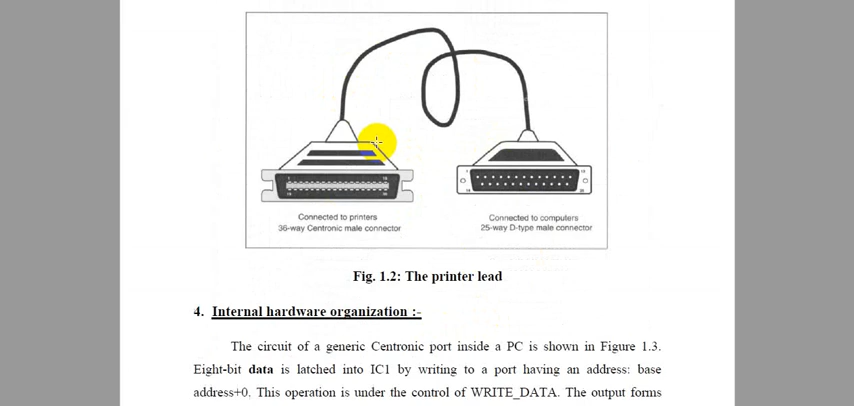 Connected to printers
36-way Centronic male connector
Connected to computers
25-way D-type male connector
Fig. 1.2: The printer lead
4. Internal hardware organization :-
The circuit of a generic Centronic port inside a PC is shown in Figure 1.3.
Eight-bit data is latched into IC1 by writing to a port having an address: base
address+0. This operation is under the control of WRITE_DATA. The output forms